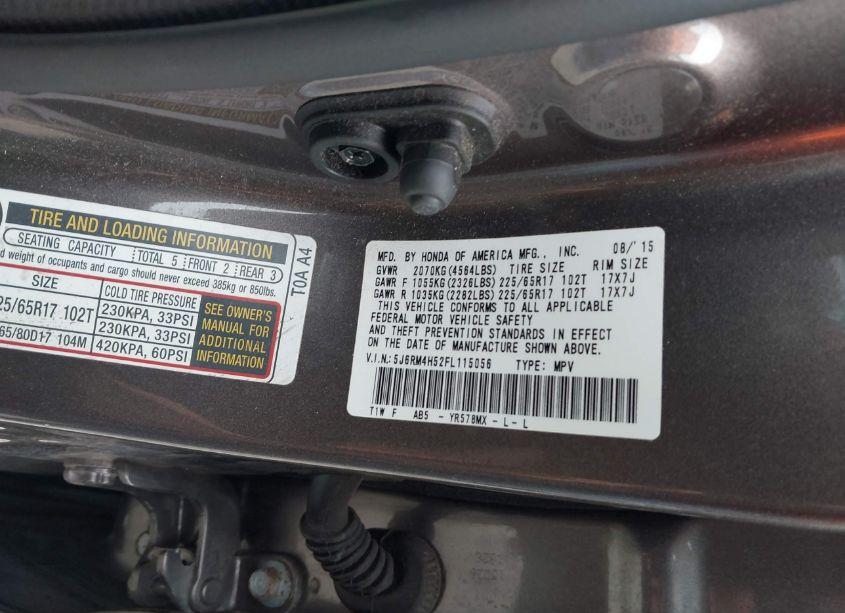 TIRE AND LOADING INFORMATION
SEATING CAPACITY TOTAL 5 FRONT 2 REAR 3
weight of occupants and cargo should never exceed 385kg or 850lbs.
SIZE COLD TIRE PRESSURE
225/65R17 102T 230KPA, 33PSI
230KPA, 33PSI
65/80D17 104M 420KPA, 60PSI
SEE OWNER'S
MANUAL FOR
ADDITIONAL
INFORMATION
T0A A4
MFD. BY HONDA OF AMERICA MFG., INC. 08/'15
GVWR 2070KG(4564LBS) TIRE SIZE RIM SIZE
GAWR F 1055KG(2326LBS) 225/65R17 102T 17X7J
GAWR R 1035KG(2282LBS) 225/65R17 102T 17X7J
THIS VEHICLE CONFORMS TO ALL APPLICABLE
FEDERAL MOTOR VEHICLE SAFETY
AND THEFT PREVENTION STANDARDS IN EFFECT
ON THE DATE OF MANUFACTURE SHOWN ABOVE.
V.I.N.:5J6RM4H52FL115056 TYPE: MPV
T1W F AB5 - YR578MX - L - L